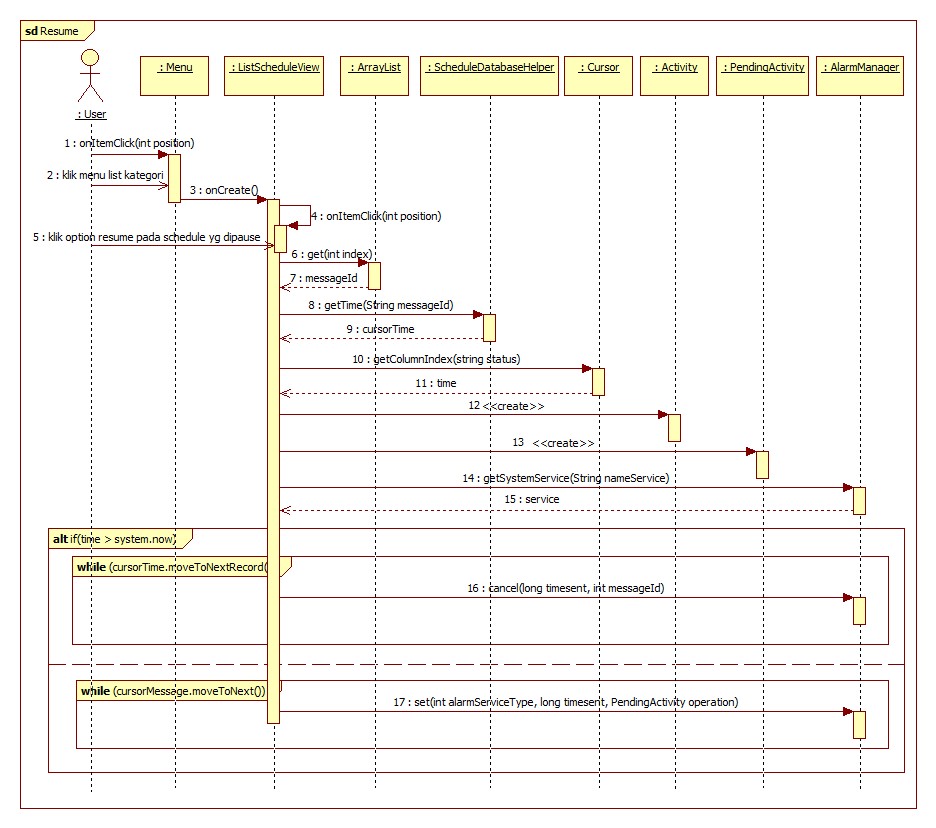 sd Resume
: User
: Menu
: ListScheduleView
: ArrayList
: ScheduleDatabaseHelper
: Cursor
: Activity
: PendingActivity
: AlarmManager
1 : onItemClick(int position)
2 : klik menu list kategori
3 : onCreate()
4 : onItemClick(int position)
5 : klik option resume pada schedule yg dipause
6 : get(int index)
7 : messageId
8 : getTime(String messageId)
9 : cursorTime
10 : getColumnIndex(string status)
11 : time
12 <<create>>
13 <<create>>
14 : getSystemService(String nameService)
15 : service
alt if(time > system.now)
while (cursorTime.moveToNextRecord(
16 : cancel(long timesent, int messageId)
while (cursorMessage.moveToNext())
17 : set(int alarmServiceType, long timesent, PendingActivity operation)